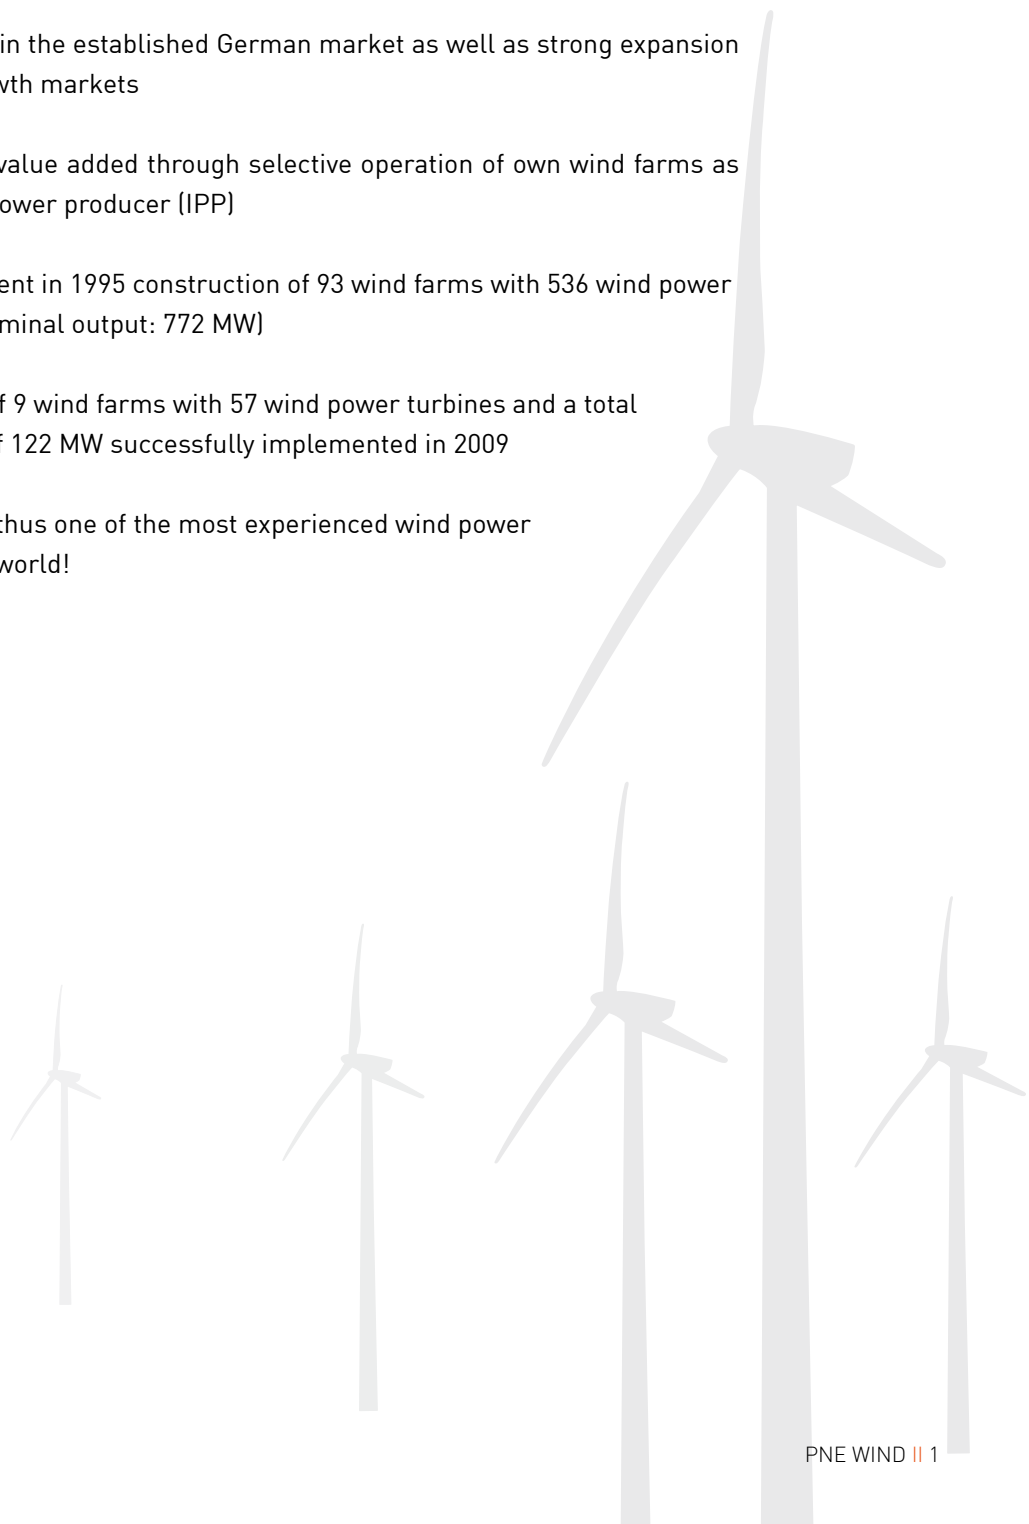 in the established German market as well as strong expansion
wth markets
value added through selective operation of own wind farms as
ower producer (IPP)
ent in 1995 construction of 93 wind farms with 536 wind power
minal output: 772 MW)
f 9 wind farms with 57 wind power turbines and a total
f 122 MW successfully implemented in 2009
thus one of the most experienced wind power
world!
PNE WIND II 1